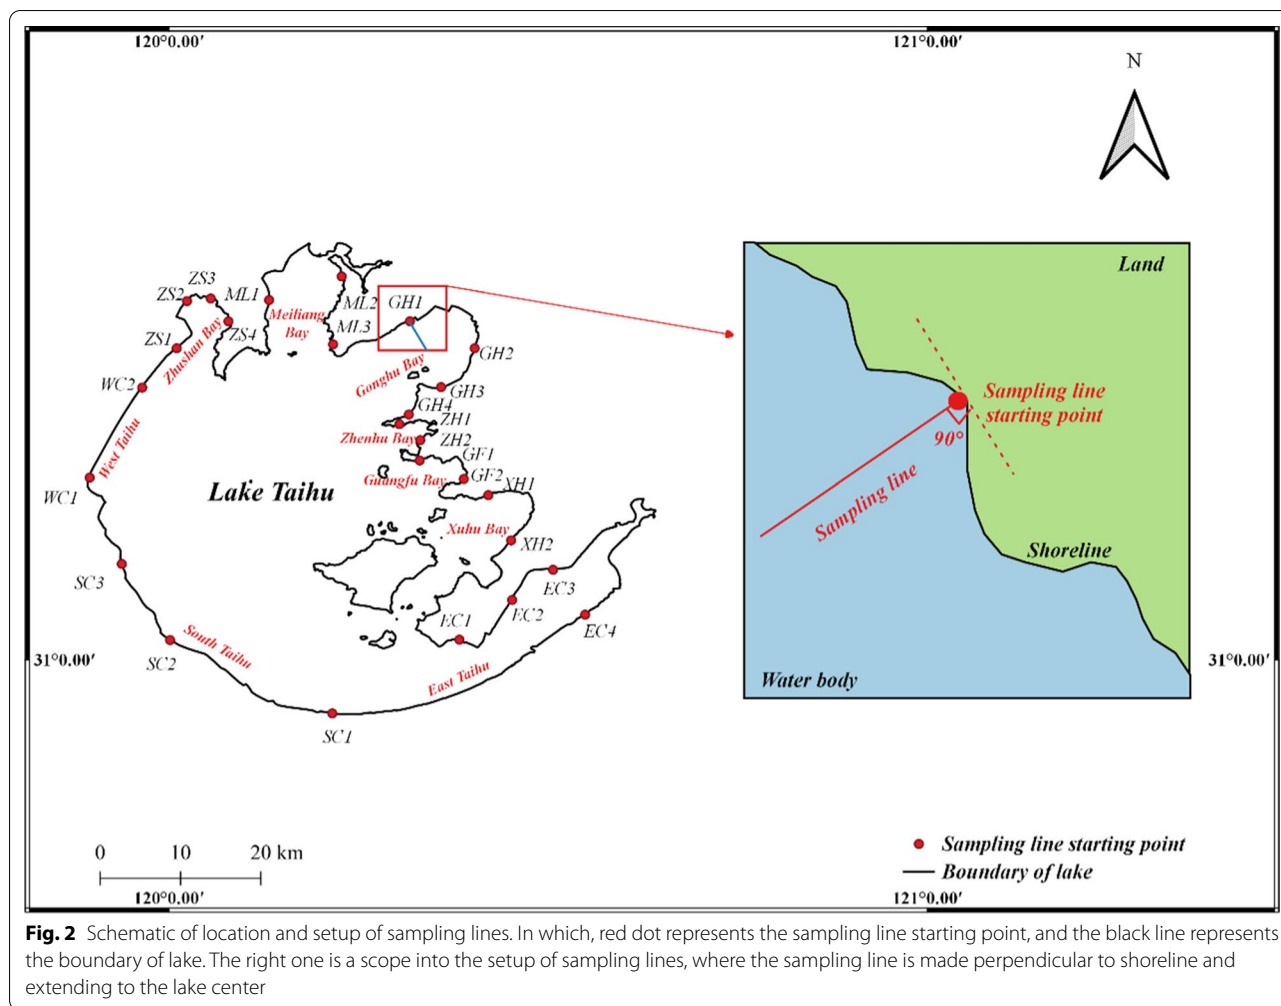 120°0.00′ 121°0.00′
N
Land
ZS3
ZS2 ML1 ML2 GH1
Meiliang
Bay
ZS4 ML3
ZS1 Zhushan Bay GH2
Gonghu Bay
WC2 GH3
GH4
ZH1
Zhenhu Bay ZH2
West Taihu GF1
Guangfu Bay GF2
WC1 Lake Taihu XH1
Xuhu Bay
XH2
SC3 EC3
EC1 EC2
EC4
SC2 South Taihu
East Taihu
SC1
Sampling line
starting point
90°
Sampling line
Shoreline
Water body
31°0.00′ 31°0.00′
0 10 20 km
Sampling line starting point
Boundary of lake
120°0.00′ 121°0.00′
Fig. 2 Schematic of location and setup of sampling lines. In which, red dot represents the sampling line starting point, and the black line represents
the boundary of lake. The right one is a scope into the setup of sampling lines, where the sampling line is made perpendicular to shoreline and
extending to the lake center